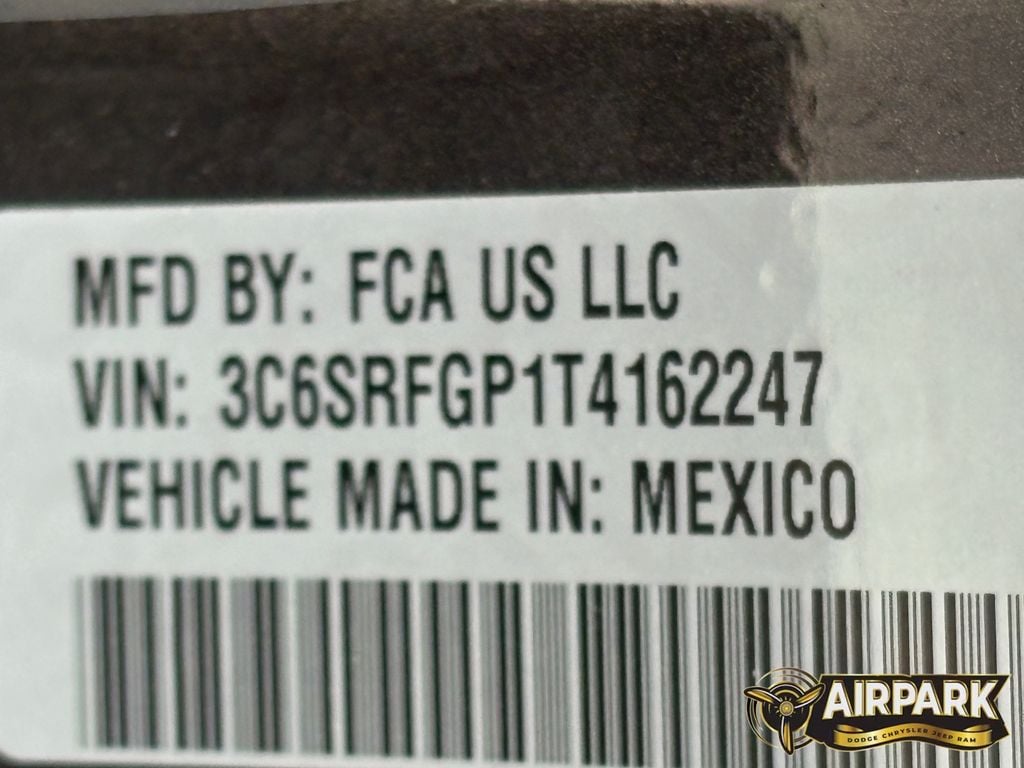 MFD BY: FCA US LLC
VIN: 3C6SRFGP1T4162247
VEHICLE MADE IN: MEXICO
AIRPARK
DODGE CHRYSLER JEEP RAM